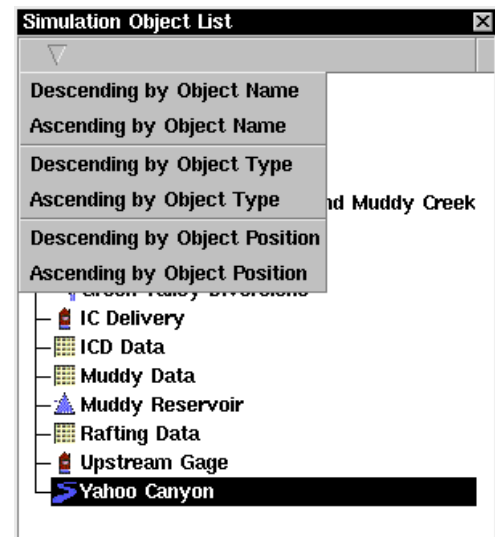 Simulation Object List
Descending by Object Name
Ascending by Object Name
Descending by Object Type
Ascending by Object Type
nd Muddy Creek
Descending by Object Position
Ascending by Object Position
IC Delivery
ICD Data
Muddy Data
Muddy Reservoir
Rafting Data
Upstream Gage
Yahoo Canyon